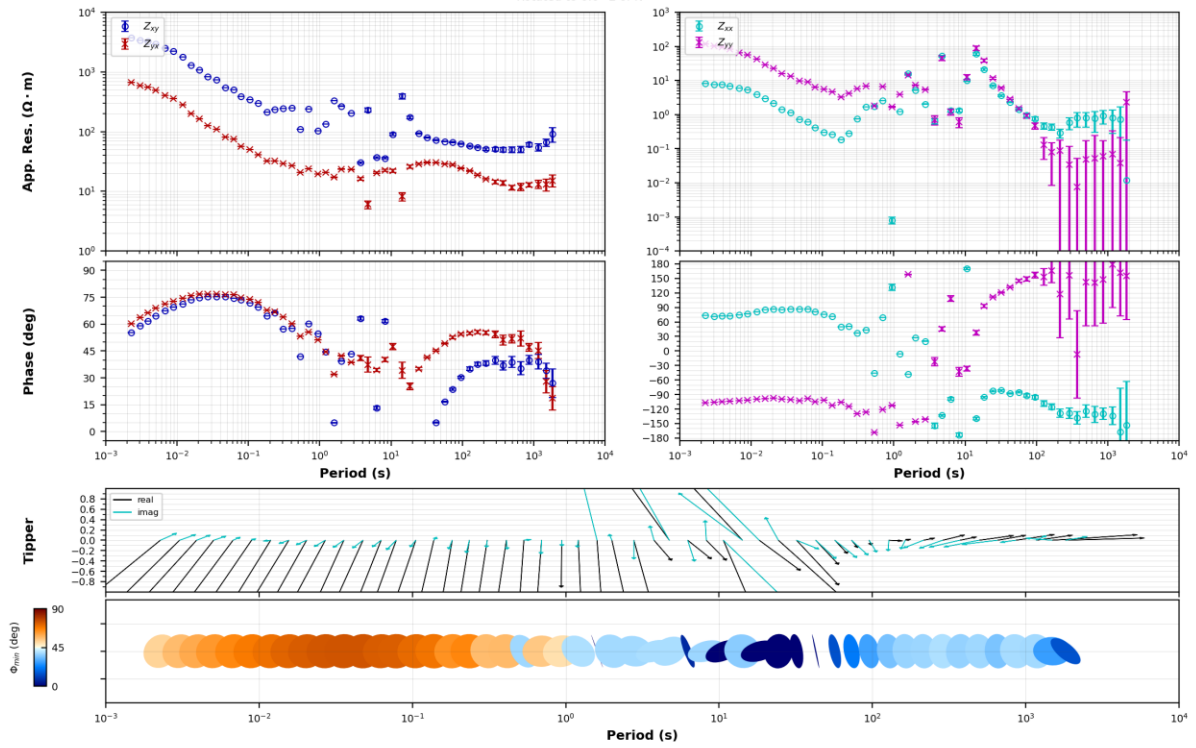 10⁴
10³
10²
10¹
10⁰
App. Res. (Ω · m)
Z_xy
Z_yx
10³
10²
10¹
10⁰
10⁻¹
10⁻²
10⁻³
10⁻⁴
Z_xx
Z_yy
90
75
60
45
30
15
0
Phase (deg)
10⁻³ 10⁻² 10⁻¹ 10⁰ 10¹ 10² 10³ 10⁴
Period (s)
180
150
120
90
60
30
0
−30
−60
−90
−120
−150
−180
10⁻³ 10⁻² 10⁻¹ 10⁰ 10¹ 10² 10³ 10⁴
Period (s)
Tipper
0.8
0.6
0.4
0.2
0.0
−0.2
−0.4
−0.6
−0.8
real
imag
Φ_min (deg)
90
45
0
10⁻³ 10⁻² 10⁻¹ 10⁰ 10¹ 10² 10³ 10⁴
Period (s)